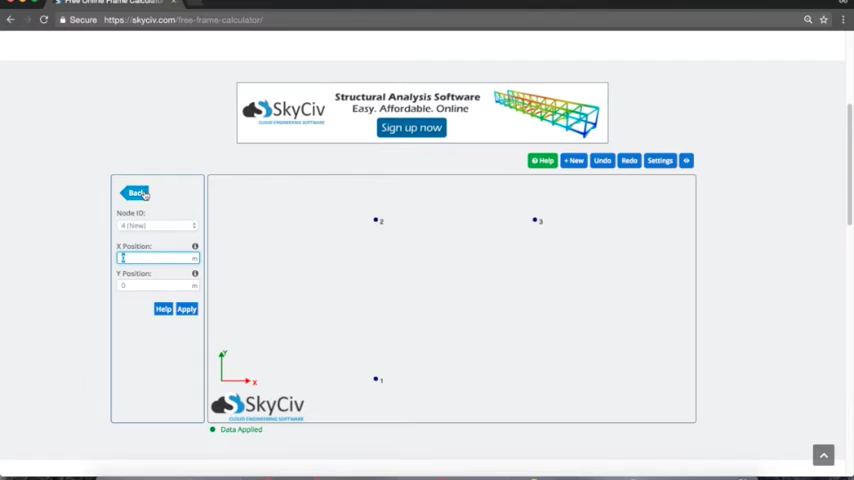 Free Online Frame Calculato
Secure https://skyciv.com/free-frame-calculator/
SkyCiv
CLOUD ENGINEERING SOFTWARE
Structural Analysis Software
Easy. Affordable. Online
Sign up now
Help
+ New
Undo
Redo
Settings
Back
Node ID:
4 (New)
X Position:
m
Y Position:
0 m
Help Apply
2
3
1
Y
X
SkyCiv
CLOUD ENGINEERING SOFTWARE
Data Applied